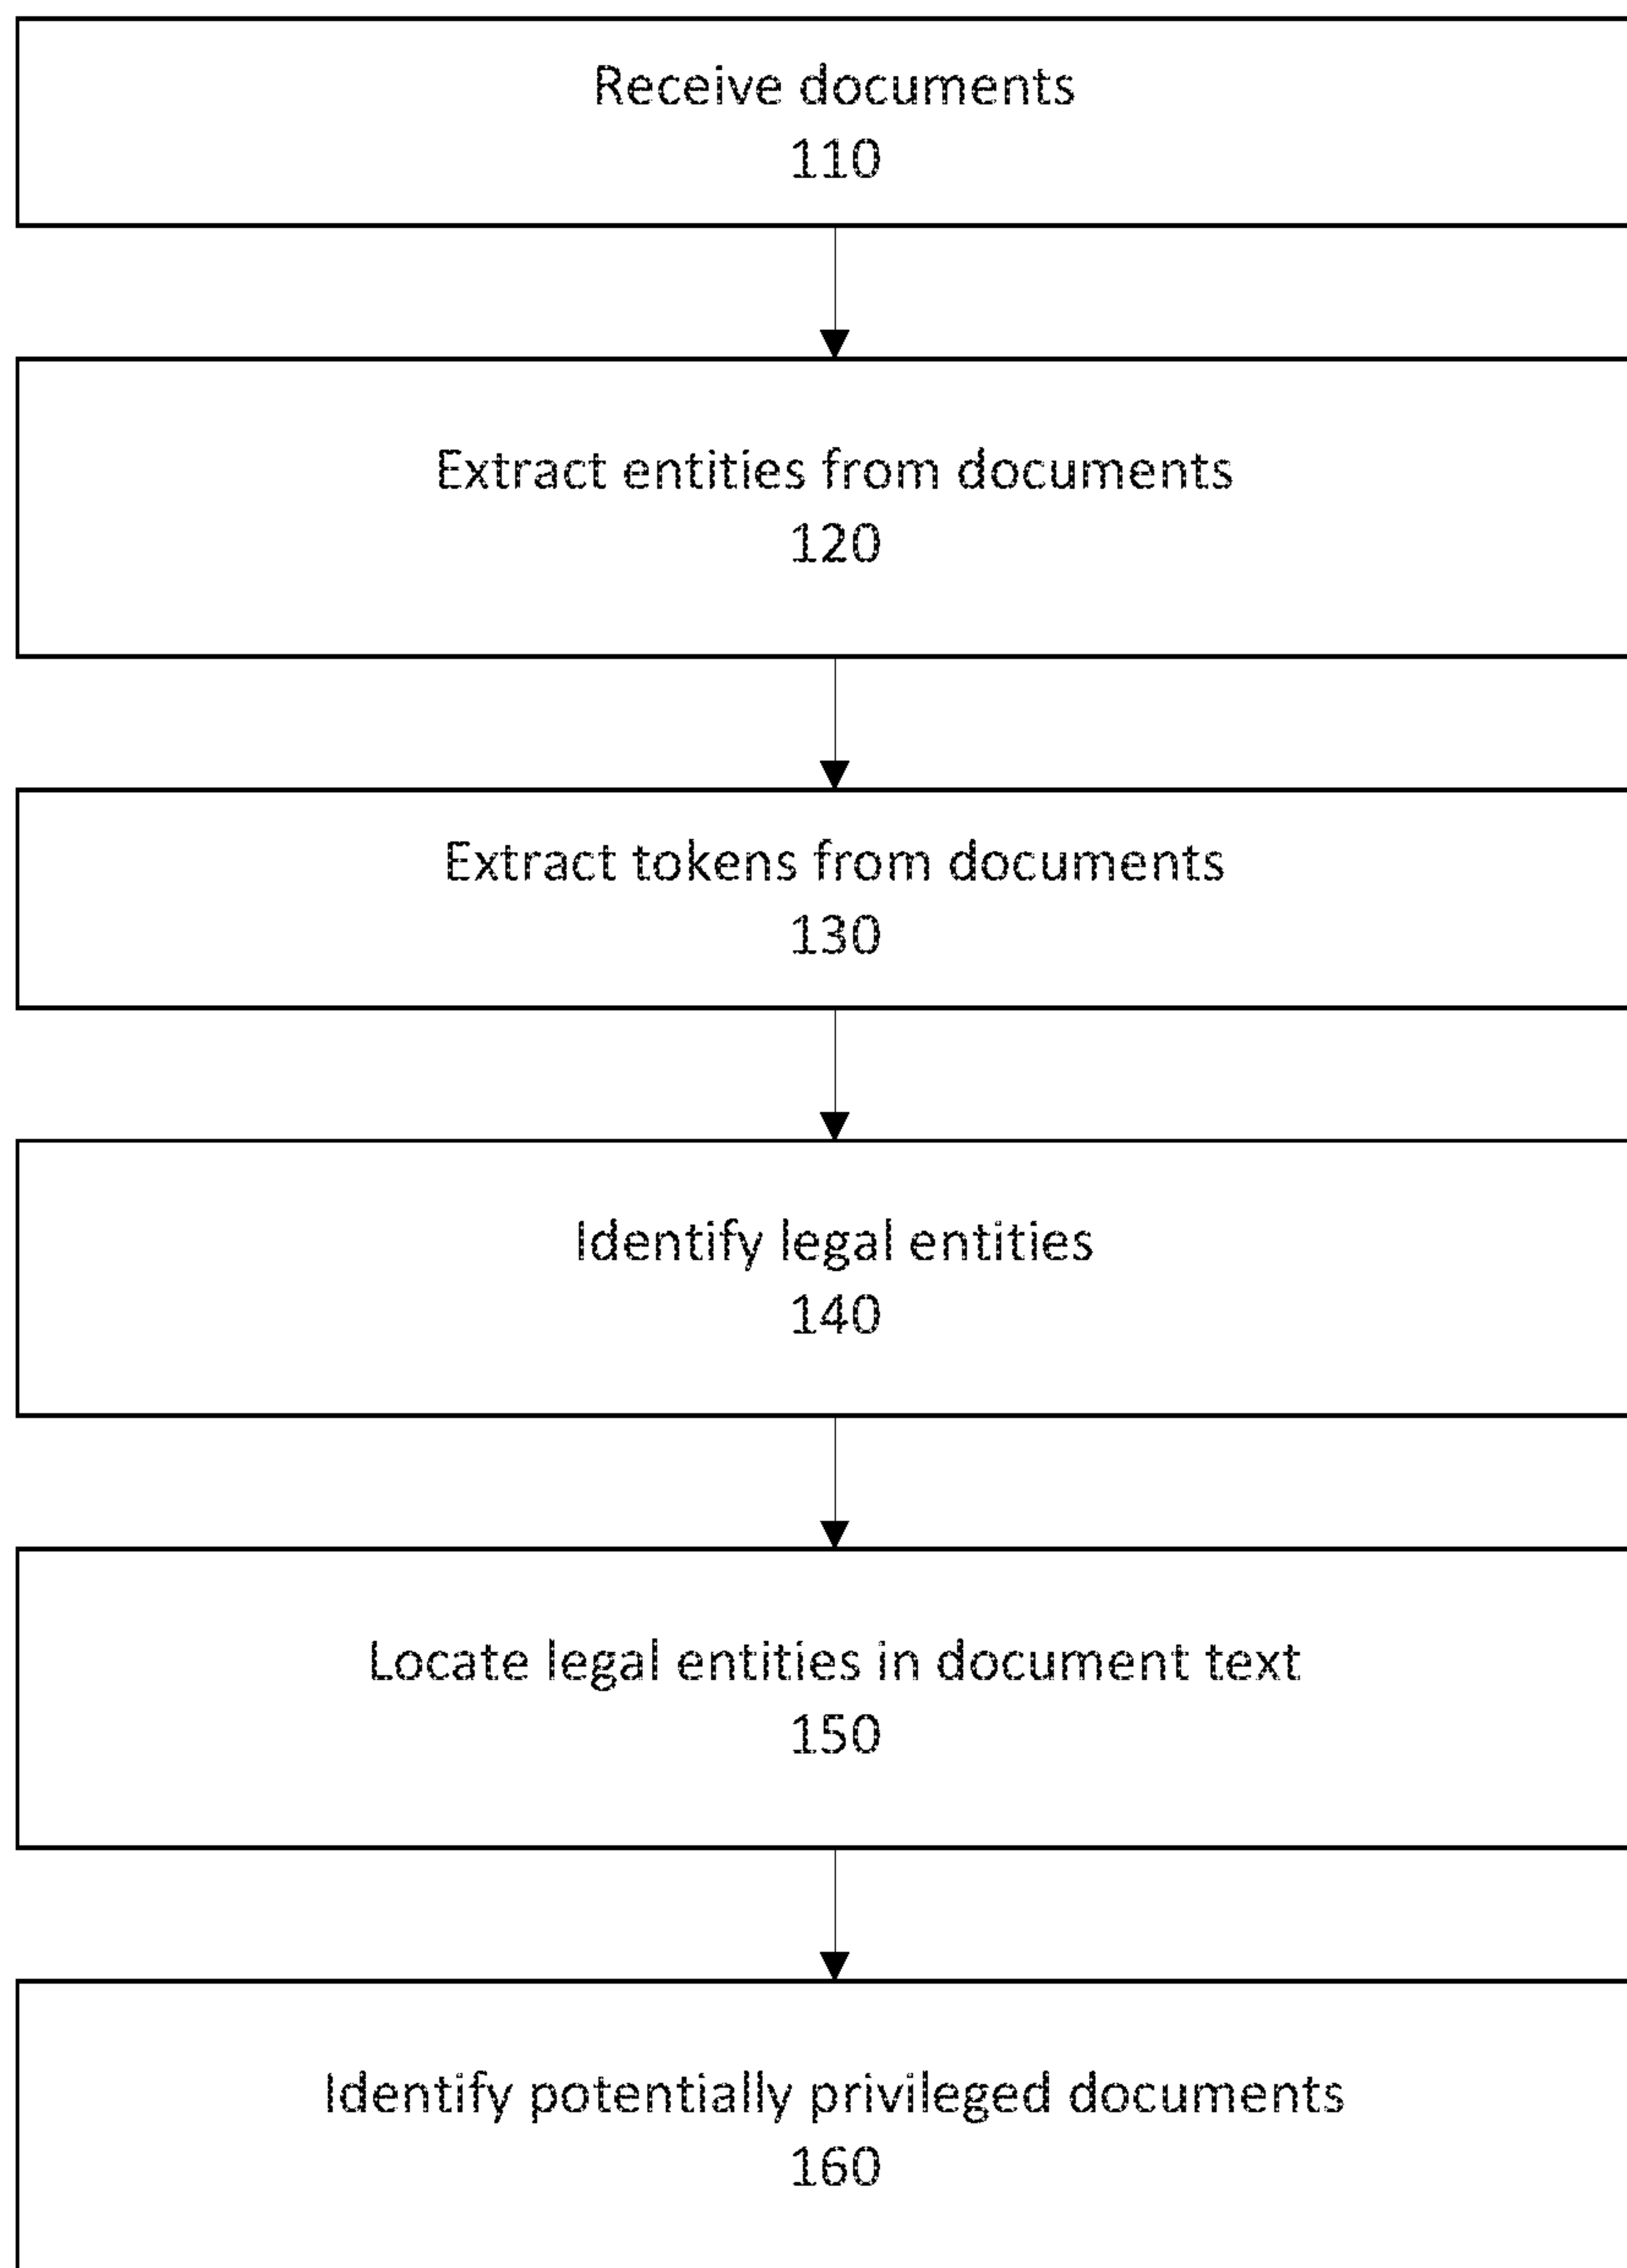 Receive documents
110
Extract entities from documents
120
Extract tokens from documents
130
Identify legal entities
140
Locate legal entities in document text
150
Identify potentially privileged documents
160